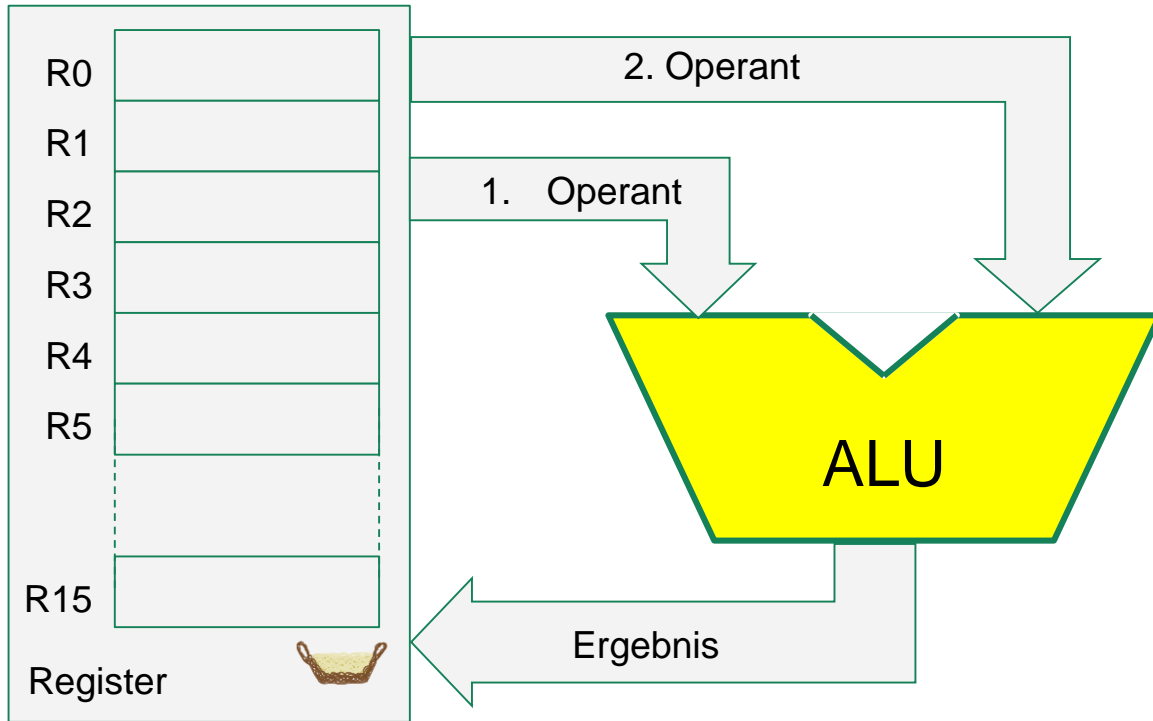 R0
R1
R2
R3
R4
R5
R15
Register
2. Operant
1. Operant
ALU
Ergebnis